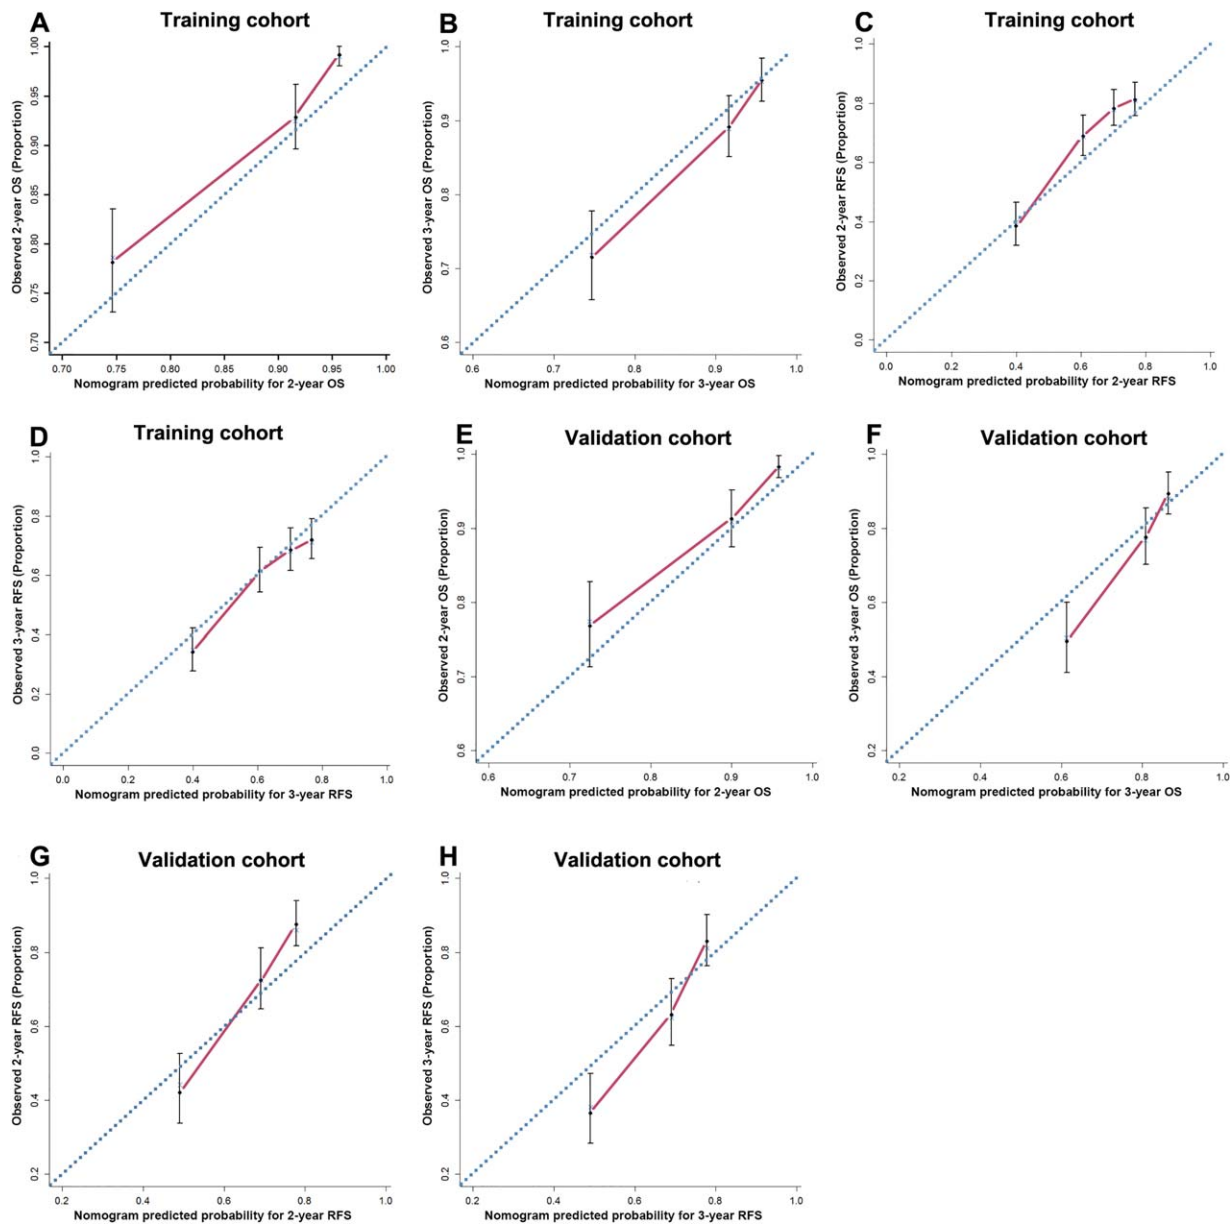 A Training cohort
Observed 2-year OS (Proportion)
1.00
0.95
0.90
0.85
0.80
0.75
0.70
0.70 0.75 0.80 0.85 0.90 0.95 1.00
Nomogram predicted probability for 2-year OS
B Training cohort
Observed 3-year OS (Proportion)
1.0
0.9
0.8
0.7
0.6
0.6 0.7 0.8 0.9 1.0
Nomogram predicted probability for 3-year OS
C Training cohort
Observed 2-year RFS (Proportion)
1.0
0.8
0.6
0.4
0.2
0.0
0.0 0.2 0.4 0.6 0.8 1.0
Nomogram predicted probability for 2-year RFS
D Training cohort
Observed 3-year RFS (Proportion)
1.0
0.8
0.6
0.4
0.2
0.0
0.0 0.2 0.4 0.6 0.8 1.0
Nomogram predicted probability for 3-year RFS
E Validation cohort
Observed 2-year OS (Proportion)
1.0
0.9
0.8
0.7
0.6
0.6 0.7 0.8 0.9 1.0
Nomogram predicted probability for 2-year OS
F Validation cohort
Observed 3-year OS (Proportion)
1.0
0.8
0.6
0.4
0.2
0.2 0.4 0.6 0.8 1.0
Nomogram predicted probability for 3-year OS
G Validation cohort
Observed 2-year RFS (Proportion)
1.0
0.8
0.6
0.4
0.2
0.2 0.4 0.6 0.8 1.0
Nomogram predicted probability for 2-year RFS
H Validation cohort
Observed 3-year RFS (Proportion)
1.0
0.8
0.6
0.4
0.2
0.2 0.4 0.6 0.8 1.0
Nomogram predicted probability for 3-year RFS